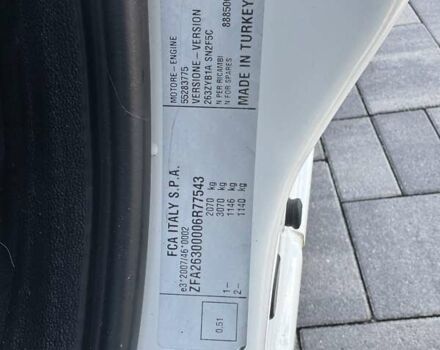 FCA ITALY S.P.A.
e3*2007/46*0002
ZFA26300006R77543
2070 kg
3070 kg
1– 1146 kg
2– 1140 kg
0.51
MOTORE-ENGINE
55283775
VERSIONE-VERSION
263ZYB1A SN2F5C
N PER RICAMBI
N FOR SPARES
MADE IN TURKEY